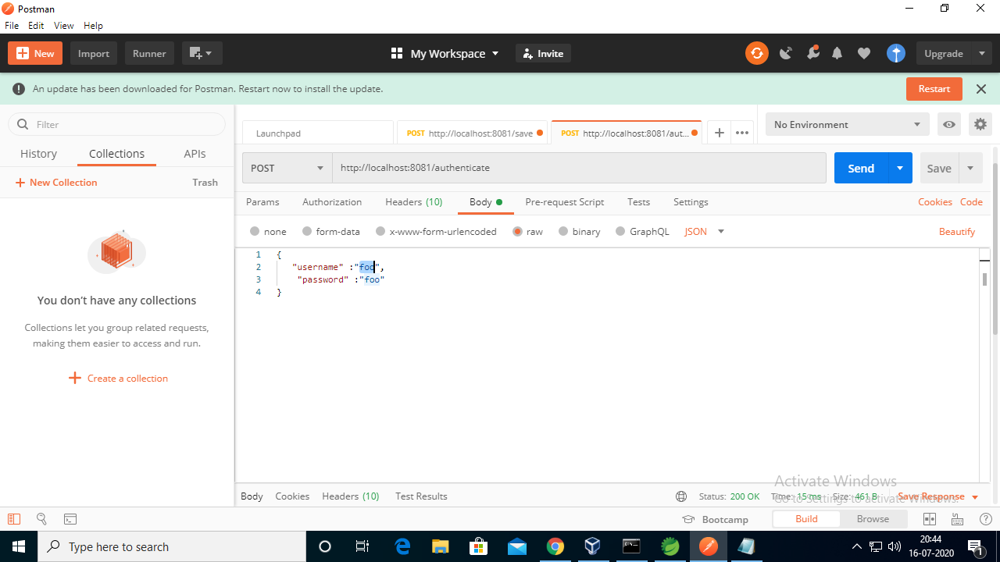 Postman
File Edit View Help
New Import Runner My Workspace Invite Upgrade
An update has been downloaded for Postman. Restart now to install the update. Restart
Filter
History Collections APIs
New Collection Trash
You don't have any collections
Collections let you group related requests,
making them easier to access and run.
Create a collection
Launchpad POST http://localhost:8081/save POST http://localhost:8081/aut... No Environment
POST http://localhost:8081/authenticate Send Save
Params Authorization Headers (10) Body Pre-request Script Tests Settings Cookies Code
none form-data x-www-form-urlencoded raw binary GraphQL JSON Beautify
1 {
2 "username" :"foo",
3 "password" :"foo"
4 }
Activate Windows
Go to Settings to activate Windows.
Body Cookies Headers (10) Test Results Status: 200 OK Time: 15 ms Size: 461 B Save Response
Bootcamp Build Browse
Type here to search
20:44
16-07-2020
1